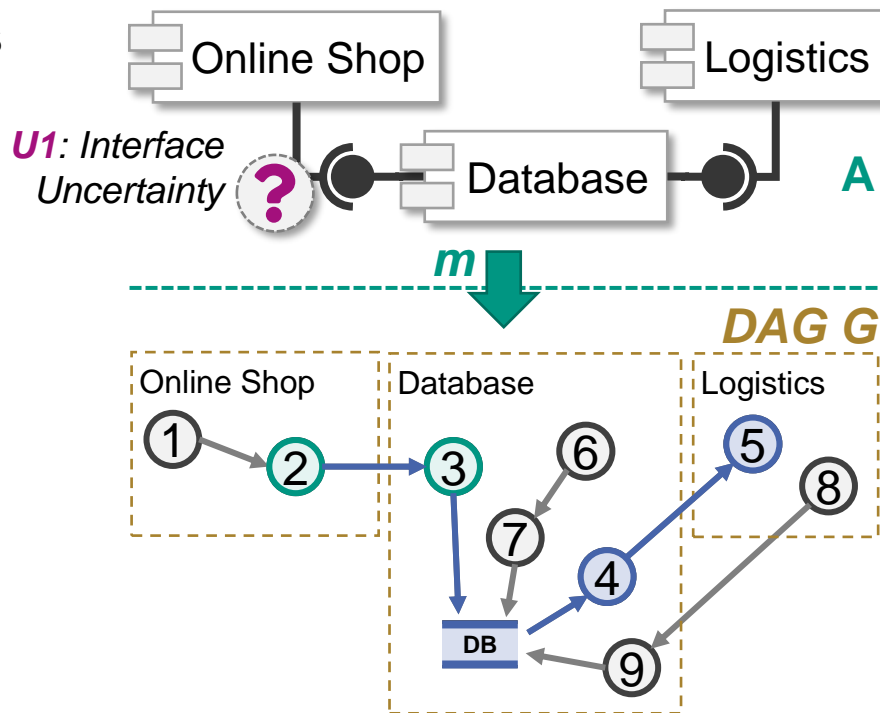 Online Shop
Logistics
U1: Interface
Uncertainty
?
Database
A
m
DAG G
Online Shop
Database
Logistics
1
2
3
6
5
8
7
4
DB
9